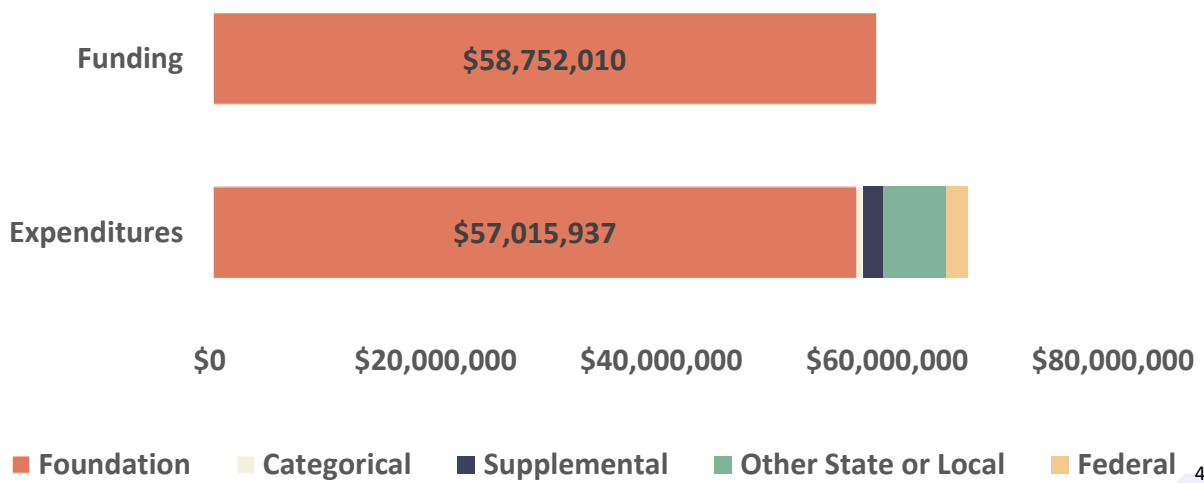 Funding
$58,752,010
Expenditures
$57,015,937
$0 $20,000,000 $40,000,000 $60,000,000 $80,000,000
Foundation Categorical Supplemental Other State or Local Federal
4